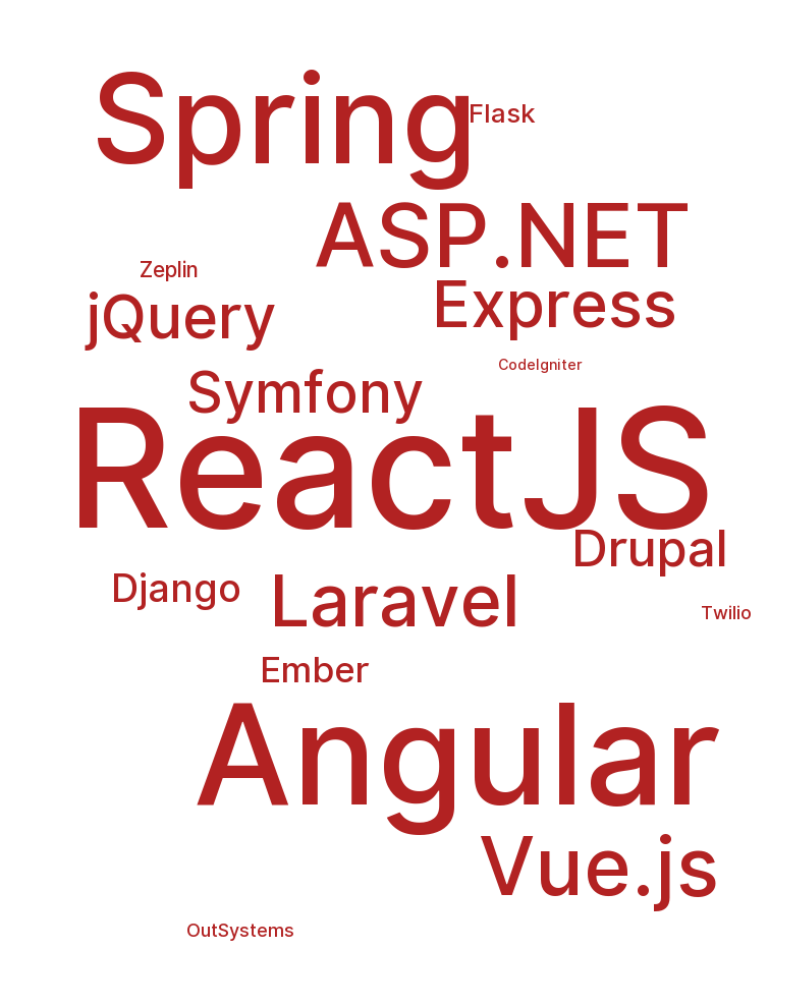 Spring
Flask
ASP.NET
Zeplin
jQuery
Express
CodeIgniter
Symfony
ReactJS
Drupal
Django
Laravel
Twilio
Ember
Angular
Vue.js
OutSystems